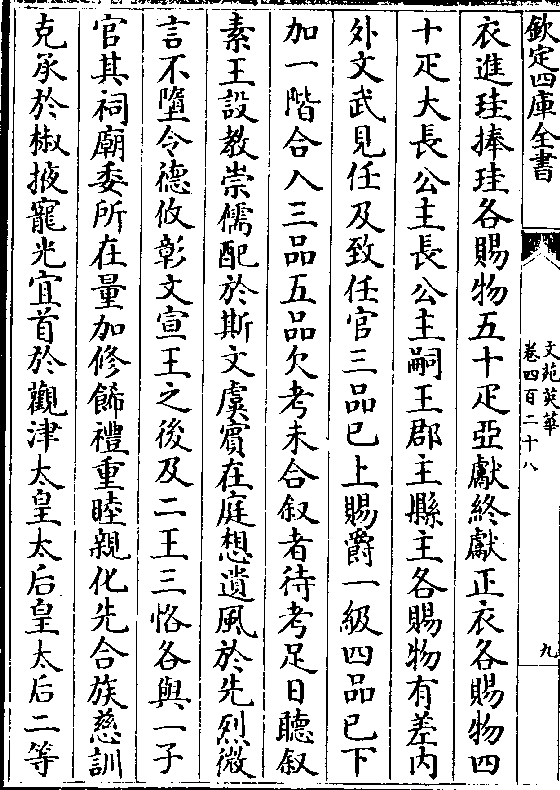 欽定四庫全書
文苑英華
卷四百二十八
九
衣進珪捧珪各賜物五十疋亞獻終獻正衣各賜物四
十疋大長公主長公主嗣王郡主縣主各賜物有差内
外文武見任及致仕官三品已上賜爵一級四品已下
加一階合入三品五品欠考未合叙者待考足日聽叙
素王設教崇儒配於斯文虞賓在庭想遺風於先烈微
言不墜令德攸彰文宣王之後及二王三恪各與一子
官其祠廟委所在量加修飾禮重睦親化先合族慈訓
克承於椒掖寵光宜首於觀津太皇太后皇太后二等